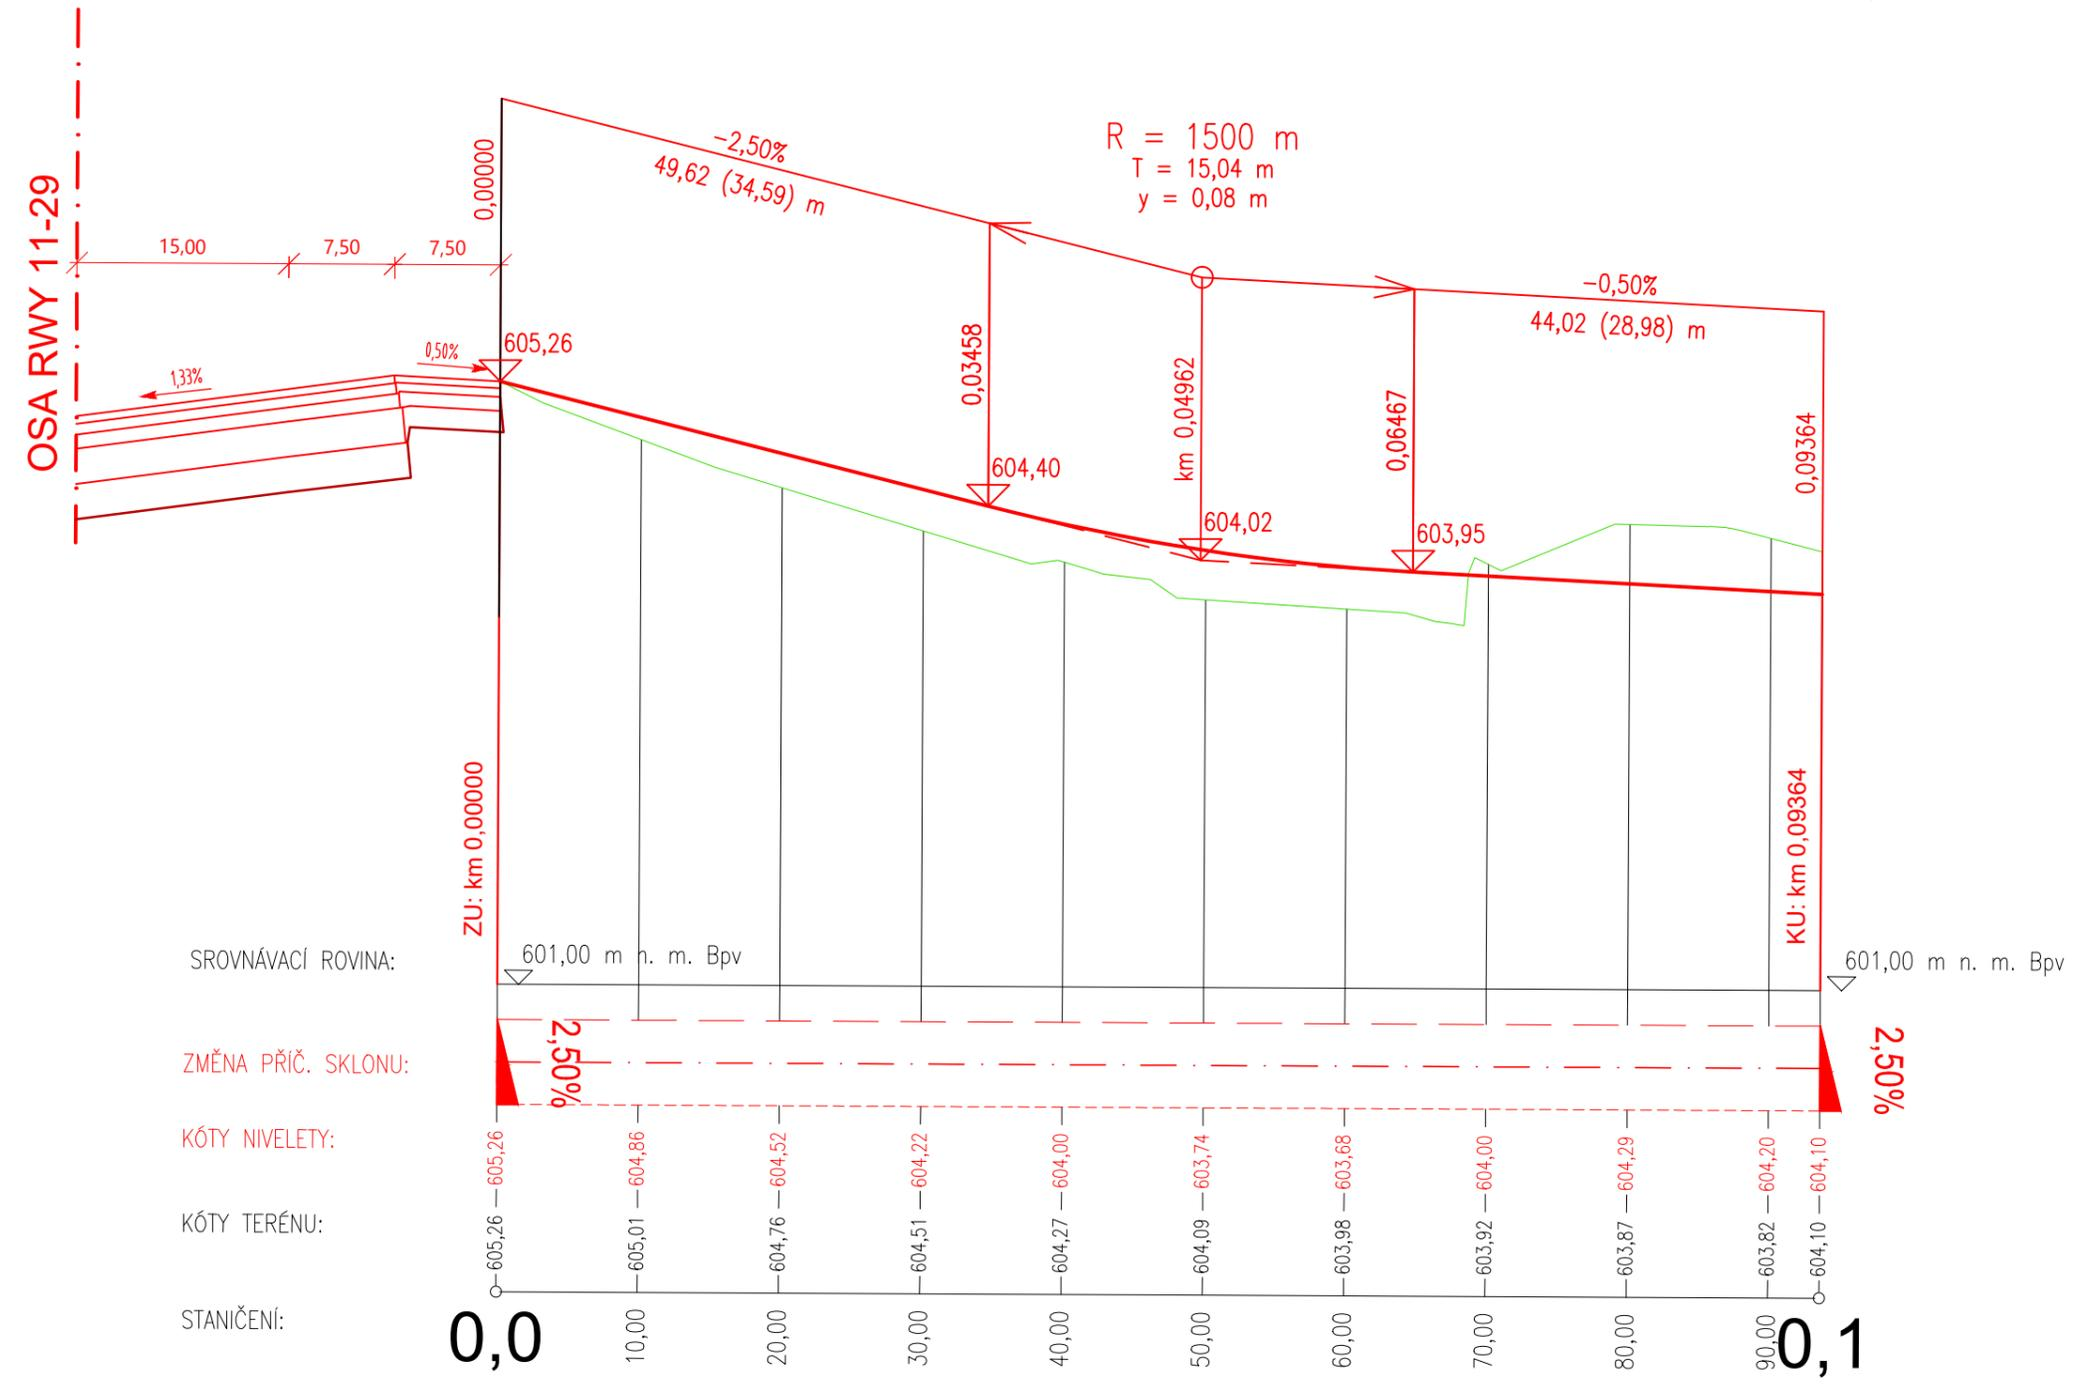 OSA RWY 11-29
15,00
7,50
7,50
1,33%
0,50%
0,00000
605,26
-2,50%
49,62 (34,59) m
R = 1500 m
T = 15,04 m
y = 0,08 m
-0,50%
44,02 (28,98) m
0,03458
604,40
km 0,04962
604,02
0,06467
603,95
0,09364
ZU: km 0,00000
KU: km 0,09364
SROVNÁVACÍ ROVINA:
601,00 m n. m. Bpv
601,00 m n. m. Bpv
ZMĚNA PŘÍČ. SKLONU:
2,50%
2,50%
KÓTY NIVELETY:
605,26 604,86 604,52 604,22 604,00 603,74 603,68 604,00 604,29 604,20 604,10
KÓTY TERÉNU:
605,26 605,01 604,76 604,51 604,27 604,09 603,98 603,92 603,87 603,82 604,10
STANIČENÍ:
0,0 10,00 20,00 30,00 40,00 50,00 60,00 70,00 80,00 90,00 0,1